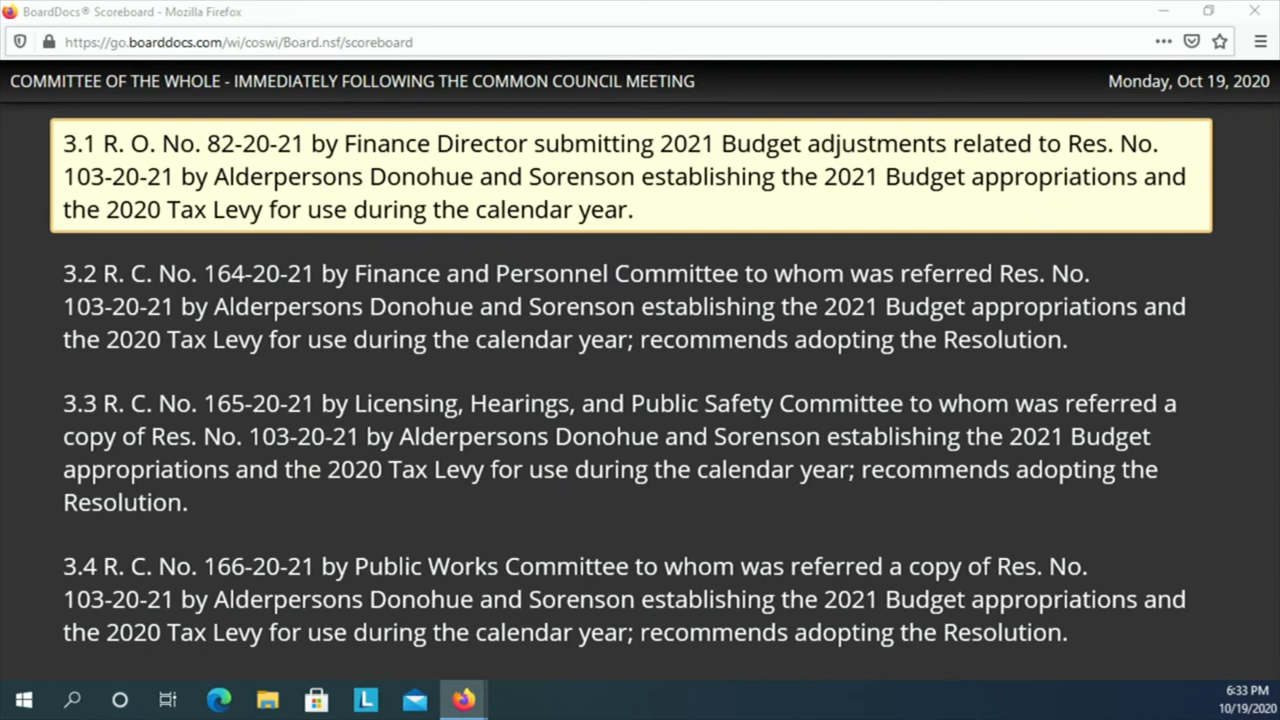 BoardDocs® Scoreboard - Mozilla Firefox
https://go.boarddocs.com/wi/coswi/Board.nsf/scoreboard
COMMITTEE OF THE WHOLE - IMMEDIATELY FOLLOWING THE COMMON COUNCIL MEETING
Monday, Oct 19, 2020
3.1 R. O. No. 82-20-21 by Finance Director submitting 2021 Budget adjustments related to Res. No.
103-20-21 by Alderpersons Donohue and Sorenson establishing the 2021 Budget appropriations and
the 2020 Tax Levy for use during the calendar year.
3.2 R. C. No. 164-20-21 by Finance and Personnel Committee to whom was referred Res. No.
103-20-21 by Alderpersons Donohue and Sorenson establishing the 2021 Budget appropriations and
the 2020 Tax Levy for use during the calendar year; recommends adopting the Resolution.
3.3 R. C. No. 165-20-21 by Licensing, Hearings, and Public Safety Committee to whom was referred a
copy of Res. No. 103-20-21 by Alderpersons Donohue and Sorenson establishing the 2021 Budget
appropriations and the 2020 Tax Levy for use during the calendar year; recommends adopting the
Resolution.
3.4 R. C. No. 166-20-21 by Public Works Committee to whom was referred a copy of Res. No.
103-20-21 by Alderpersons Donohue and Sorenson establishing the 2021 Budget appropriations and
the 2020 Tax Levy for use during the calendar year; recommends adopting the Resolution.
L
6:33 PM
10/19/2020